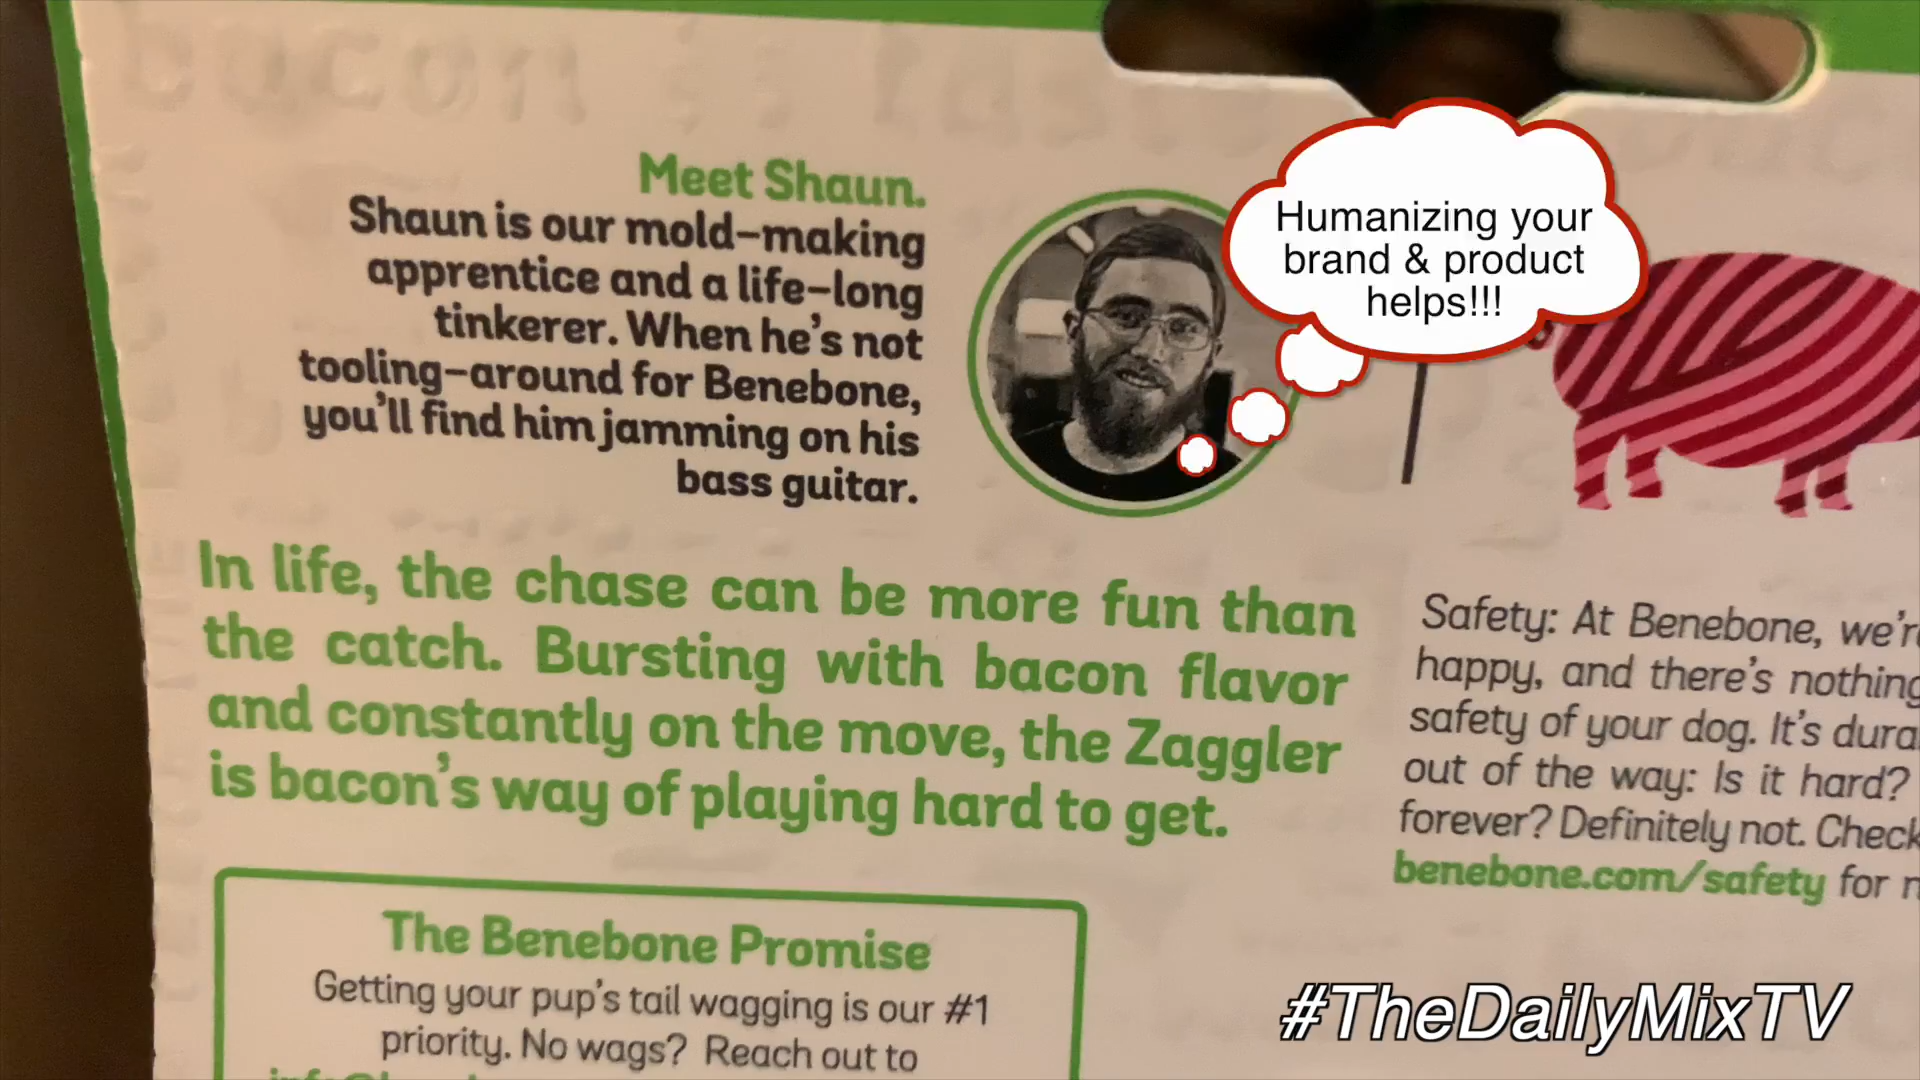 Meet Shaun.
Shaun is our mold-making
apprentice and a life-long
tinkerer. When he's not
tooling-around for Benebone,
you'll find him jamming on his
bass guitar.
Humanizing your
brand & product
helps!!!
In life, the chase can be more fun than
the catch. Bursting with bacon flavor
and constantly on the move, the Zaggler
is bacon's way of playing hard to get.
Safety: At Benebone, we're
happy, and there's nothing
safety of your dog. It's dura
out of the way: Is it hard?
forever? Definitely not. Check
benebone.com/safety for
The Benebone Promise
Getting your pup's tail wagging is our #1
priority. No wags? Reach out to
#TheDailyMixTV